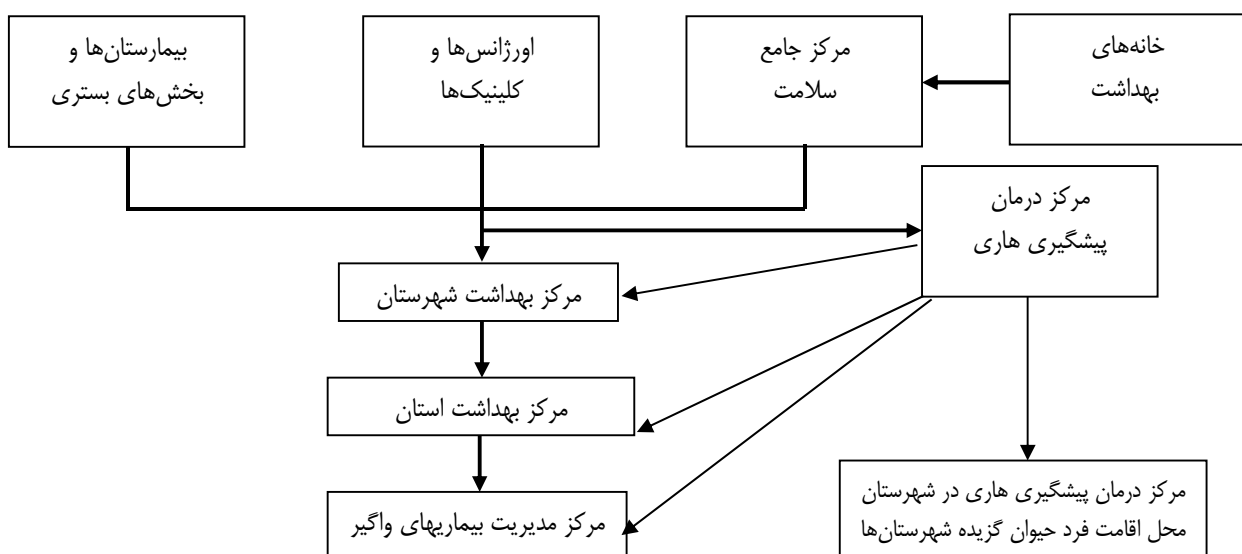 خانه‌های
بهداشت
مرکز جامع
سلامت
اورژانس‌ها و
کلینیک‌ها
بیمارستان‌ها و
بخش‌های بستری
مرکز درمان
پیشگیری هاری
مرکز بهداشت شهرستان
مرکز بهداشت استان
مرکز مدیریت بیماریهای واگیر
مرکز درمان پیشگیری هاری در شهرستان
محل اقامت فرد حیوان گزیده شهرستان‌ها